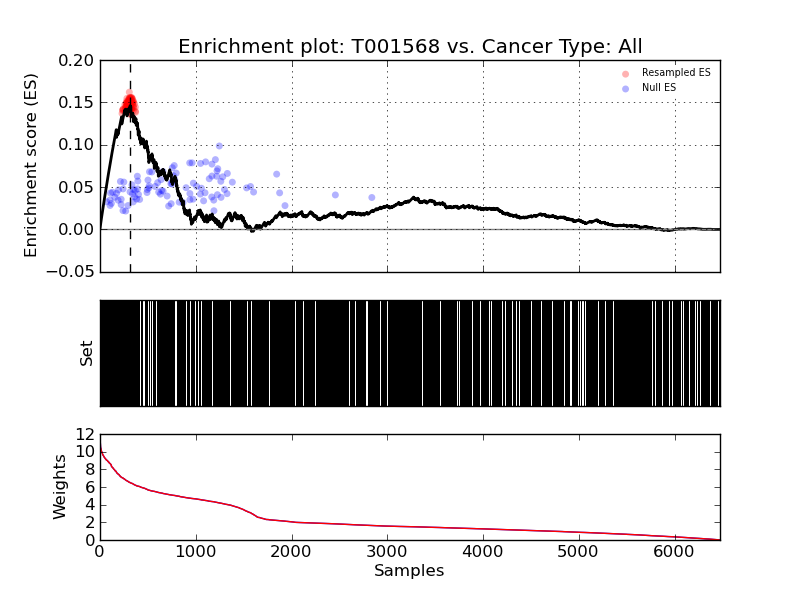 Enrichment plot: T001568 vs. Cancer Type: All
Enrichment score (ES)
0.20
0.15
0.10
0.05
0.00
−0.05
Resampled ES
Null ES
Set
Weights
12
10
8
6
4
2
0
0 1000 2000 3000 4000 5000 6000
Samples